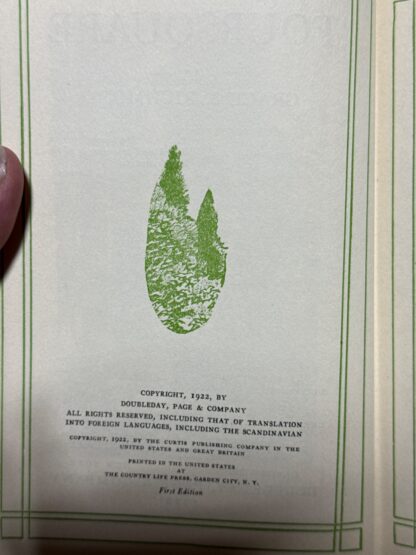 COPYRIGHT, 1922, BY
DOUBLEDAY, PAGE & COMPANY
ALL RIGHTS RESERVED, INCLUDING THAT OF TRANSLATION
INTO FOREIGN LANGUAGES, INCLUDING THE SCANDINAVIAN
COPYRIGHT, 1922, BY THE CURTIS PUBLISHING COMPANY IN THE
UNITED STATES AND GREAT BRITAIN
PRINTED IN THE UNITED STATES
AT
THE COUNTRY LIFE PRESS, GARDEN CITY, N. Y.
First Edition